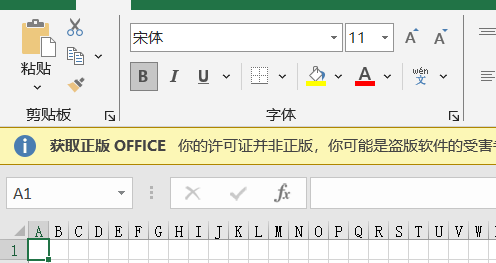 宋体 11 A A
粘贴 B I U A wén 文
剪贴板 字体
获取正版 OFFICE 你的许可证并非正版，你可能是盗版软件的受害
A1 fx
A B C D E F G H I J K L M N O P Q R S T U V W
1